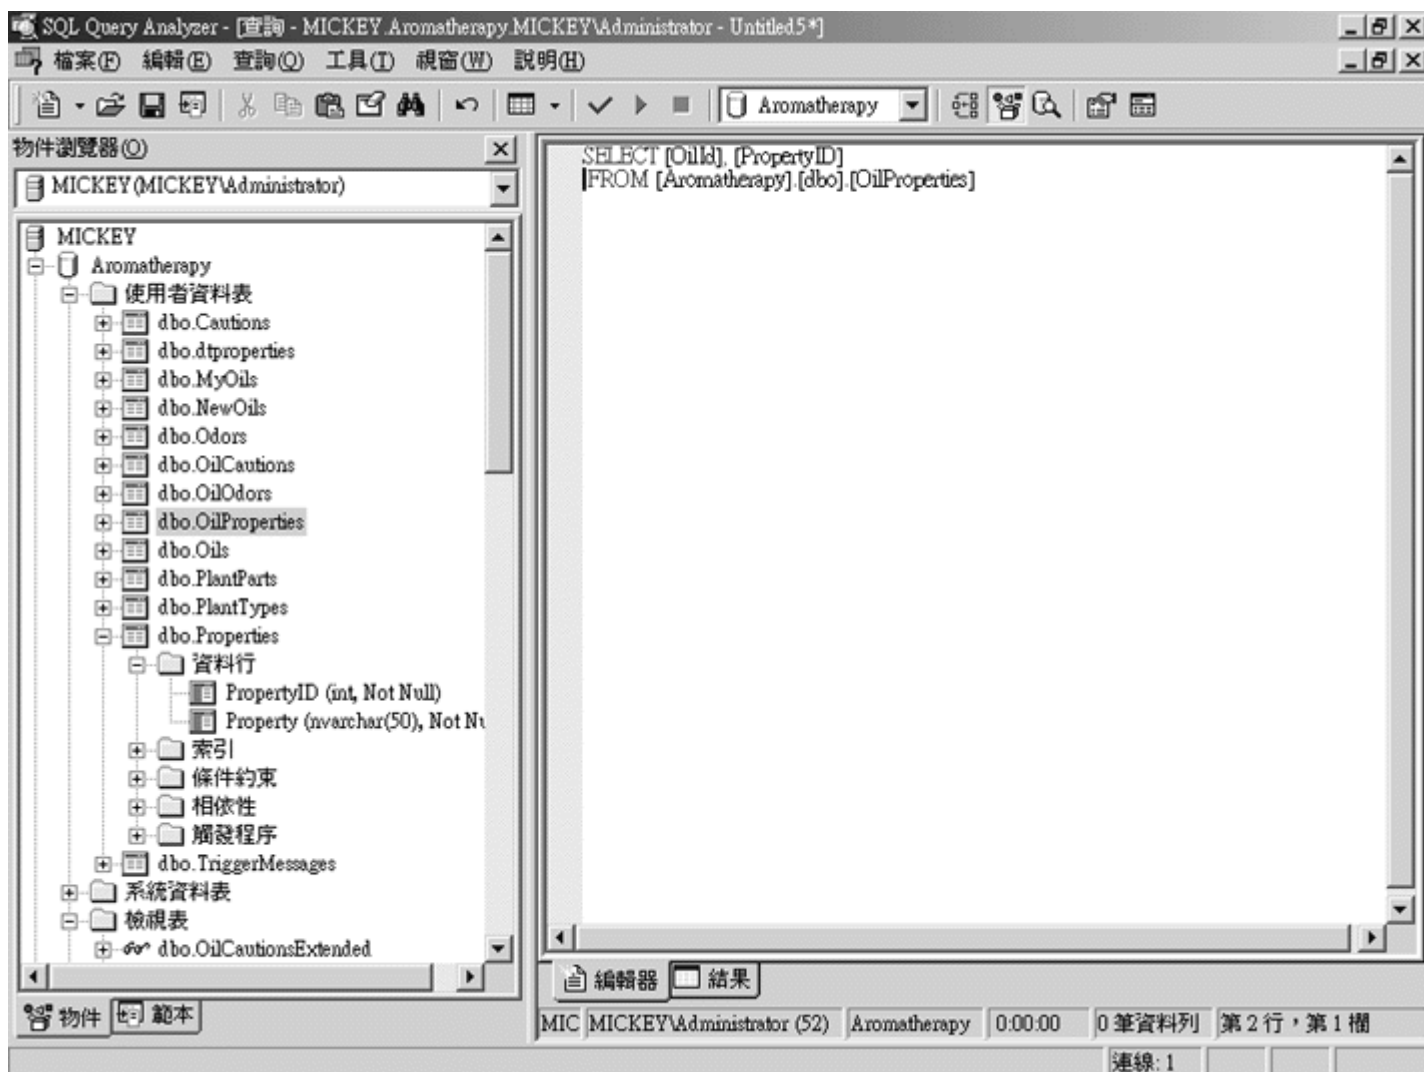 SQL Query Analyzer - [查詢 - MICKEY.Aromatherapy.MICKEY\Administrator - Untitled5*]
檔案(F) 編輯(E) 查詢(Q) 工具(T) 視窗(W) 說明(H)
Aromatherapy
物件瀏覽器(O)
MICKEY (MICKEY\Administrator)
MICKEY
Aromatherapy
使用者資料表
dbo.Cautions
dbo.dtproperties
dbo.MyOils
dbo.NewOils
dbo.Odors
dbo.OilCautions
dbo.OilOdors
dbo.OilProperties
dbo.Oils
dbo.PlantParts
dbo.PlantTypes
dbo.Properties
資料行
PropertyID (int, Not Null)
Property (nvarchar(50), Not Nu
索引
條件約束
相依性
觸發程序
dbo.TriggerMessages
系統資料表
檢視表
dbo.OilCautionsExtended
物件 範本
SELECT [OilId], [PropertyID]
FROM [Aromatherapy].[dbo].[OilProperties]
編輯器 結果
MIC MICKEY\Administrator (52) Aromatherapy 0:00:00 0 筆資料列 第 2 行，第 1 欄
連線: 1